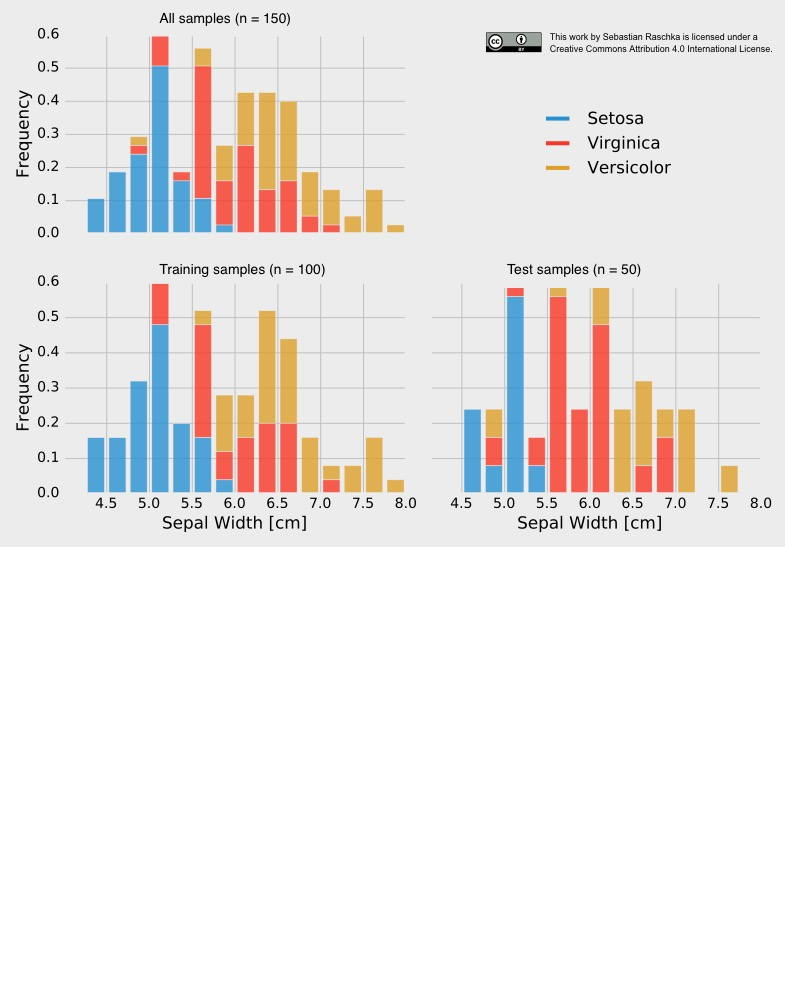 All samples (n = 150)
0.6
0.5
0.4
0.3
0.2
0.1
0.0
Frequency
cc
BY
This work by Sebastian Raschka is licensed under a
Creative Commons Attribution 4.0 International License.
Setosa
Virginica
Versicolor
Training samples (n = 100)
0.6
0.5
0.4
0.3
0.2
0.1
0.0
Frequency
4.5 5.0 5.5 6.0 6.5 7.0 7.5 8.0
Sepal Width [cm]
Test samples (n = 50)
4.5 5.0 5.5 6.0 6.5 7.0 7.5 8.0
Sepal Width [cm]